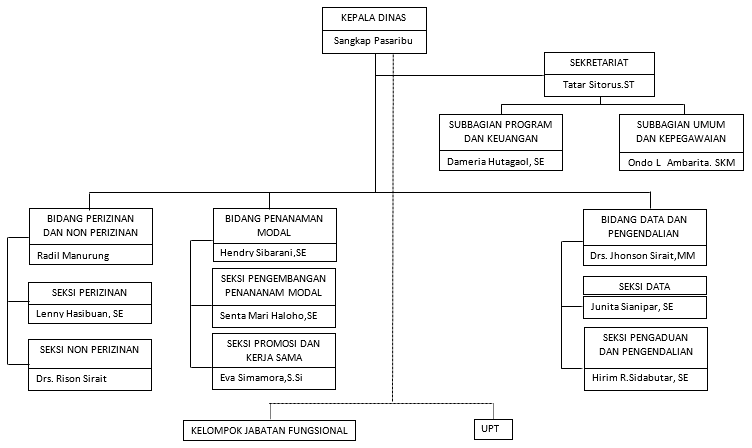 KEPALA DINAS
Sangkap Pasaribu
SEKRETARIAT
Tatar Sitorus.ST
SUBBAGIAN PROGRAM
DAN KEUANGAN
Dameria Hutagaol, SE
SUBBAGIAN UMUM
DAN KEPEGAWAIAN
Ondo L Ambarita. SKM
BIDANG PERIZINAN
DAN NON PERIZINAN
Radil Manurung
SEKSI PERIZINAN
Lenny Hasibuan, SE
SEKSI NON PERIZINAN
Drs. Rison Sirait
BIDANG PENANAMAN
MODAL
Hendry Sibarani,SE
SEKSI PENGEMBANGAN
PENANANAM MODAL
Senta Mari Haloho,SE
SEKSI PROMOSI DAN
KERJA SAMA
Eva Simamora,S.Si
BIDANG DATA DAN
PENGENDALIAN
Drs. Jhonson Sirait,MM
SEKSI DATA
Junita Sianipar, SE
SEKSI PENGADUAN
DAN PENGENDALIAN
Hirim R.Sidabutar, SE
KELOMPOK JABATAN FUNGSIONAL
UPT